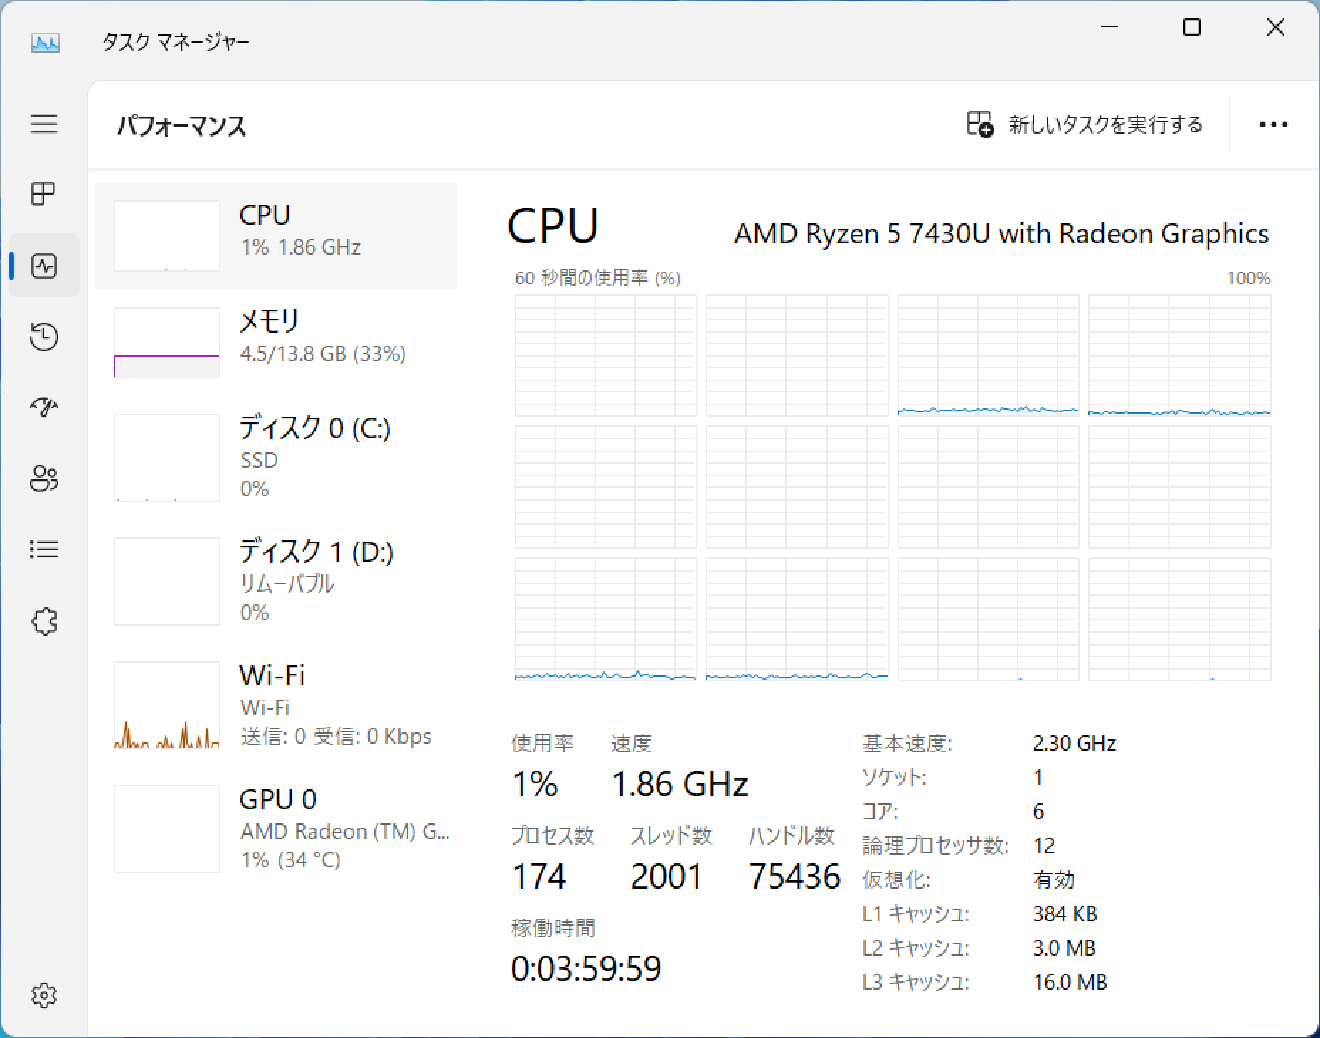 タスク マネージャー
パフォーマンス
新しいタスクを実行する
CPU
1% 1.86 GHz
メモリ
4.5/13.8 GB (33%)
ディスク 0 (C:)
SSD
0%
ディスク 1 (D:)
リムーバブル
0%
Wi-Fi
Wi-Fi
送信: 0 受信: 0 Kbps
GPU 0
AMD Radeon (TM) G...
1% (34 °C)
CPU
AMD Ryzen 5 7430U with Radeon Graphics
60 秒間の使用率 (%)
100%
使用率 速度
1% 1.86 GHz
プロセス数 スレッド数 ハンドル数
174 2001 75436
稼働時間
0:03:59:59
基本速度: 2.30 GHz
ソケット: 1
コア: 6
論理プロセッサ数: 12
仮想化: 有効
L1 キャッシュ: 384 KB
L2 キャッシュ: 3.0 MB
L3 キャッシュ: 16.0 MB